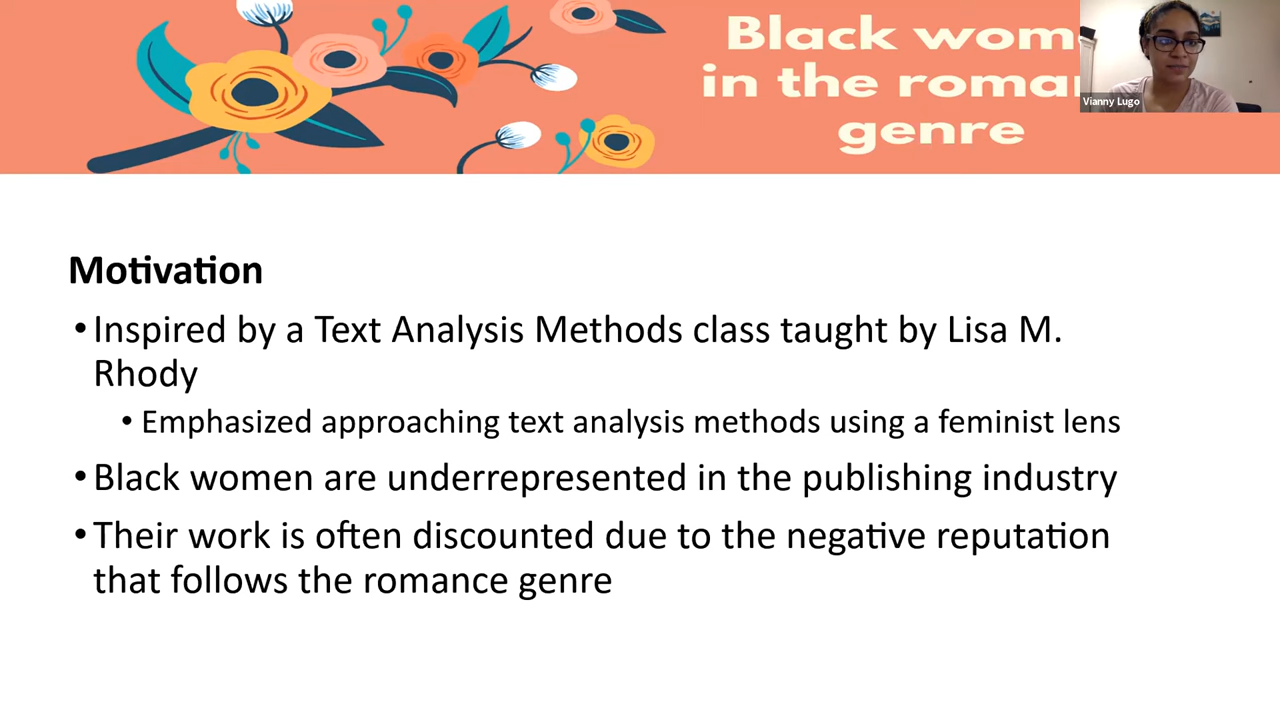 Black
in the
genre
Vianny Lugo
Motivation
•Inspired by a Text Analysis Methods class taught by Lisa M.
Rhody
• Emphasized approaching text analysis methods using a feminist lens
•Black women are underrepresented in the publishing industry
•Their work is often discounted due to the negative reputation
that follows the romance genre